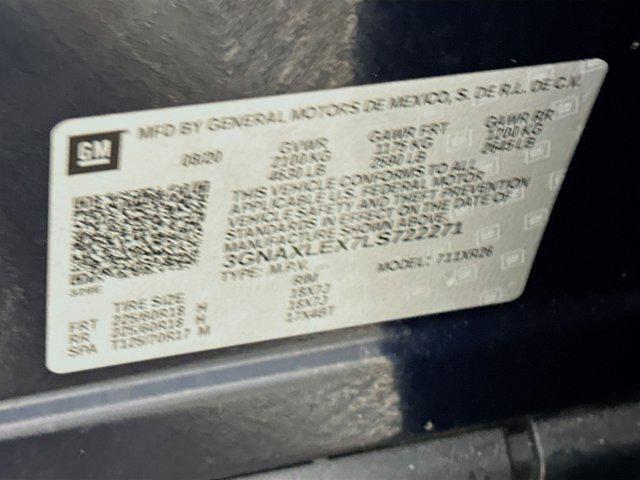 GM
MFD BY GENERAL MOTORS DE MEXICO, S. DE R.L. DE C.V.
08/20 GVWR GAWR FRT GAWR RR
2100 KG 1175 KG 1200 KG
4630 LB 2590 LB 2645 LB
THIS VEHICLE CONFORMS TO ALL
APPLICABLE U.S. FEDERAL MOTOR
VEHICLE SAFETY AND THEFT PREVENTION
STANDARDS IN EFFECT ON THE DATE OF
MANUFACTURE SHOWN ABOVE.
3GNAXLEX7LS722271
TYPE: M.P.V. MODEL: 711XR26
TIRE SIZE RIM
FRT 225/60R18 H 18X7J
RR 225/60R18 H 18X7J
SPA T125/70R17 M 17X4BT